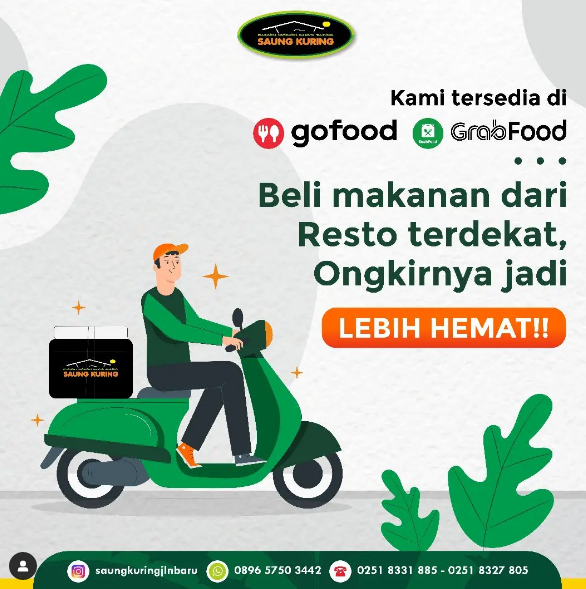 SAUNG KURING
Kami tersedia di
gofood GrabFood
Beli makanan dari
Resto terdekat,
Ongkirnya jadi
LEBIH HEMAT!!
SAUNG KURING
saungkuringjlnbaru 0896 5750 3442 0251 8331 885 - 0251 8327 805